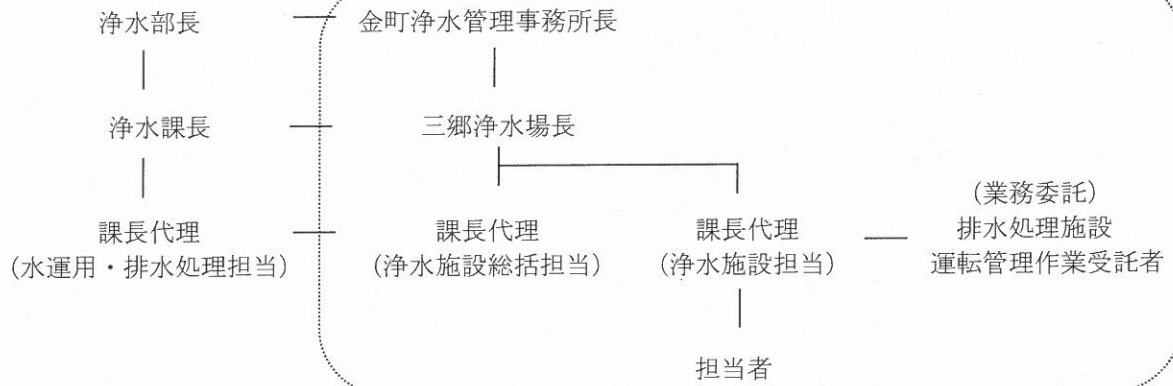 浄水部長
金町浄水管理事務所長
浄水課長
三郷浄水場長
課長代理
(水運用・排水処理担当)
課長代理
(浄水施設総括担当)
課長代理
(浄水施設担当)
(業務委託)
排水処理施設
運転管理作業受託者
担当者